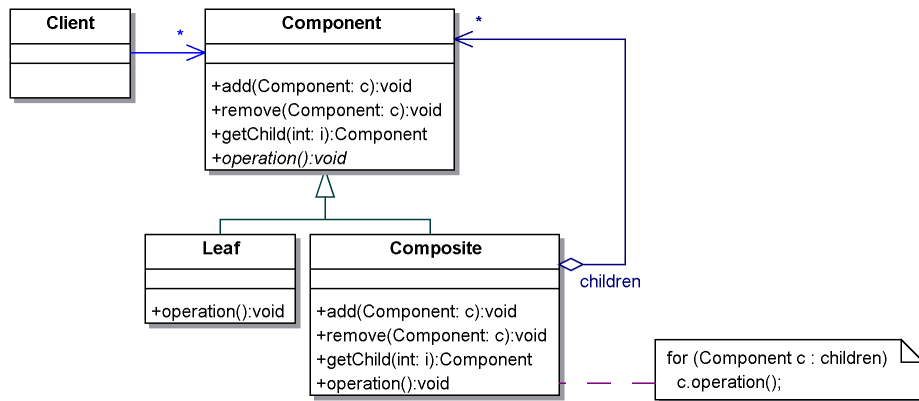 Client
*
Component
*
+add(Component: c):void
+remove(Component: c):void
+getChild(int: i):Component
+operation():void
Leaf
+operation():void
Composite
+add(Component: c):void
+remove(Component: c):void
+getChild(int: i):Component
+operation():void
children
for (Component c : children)
c.operation();